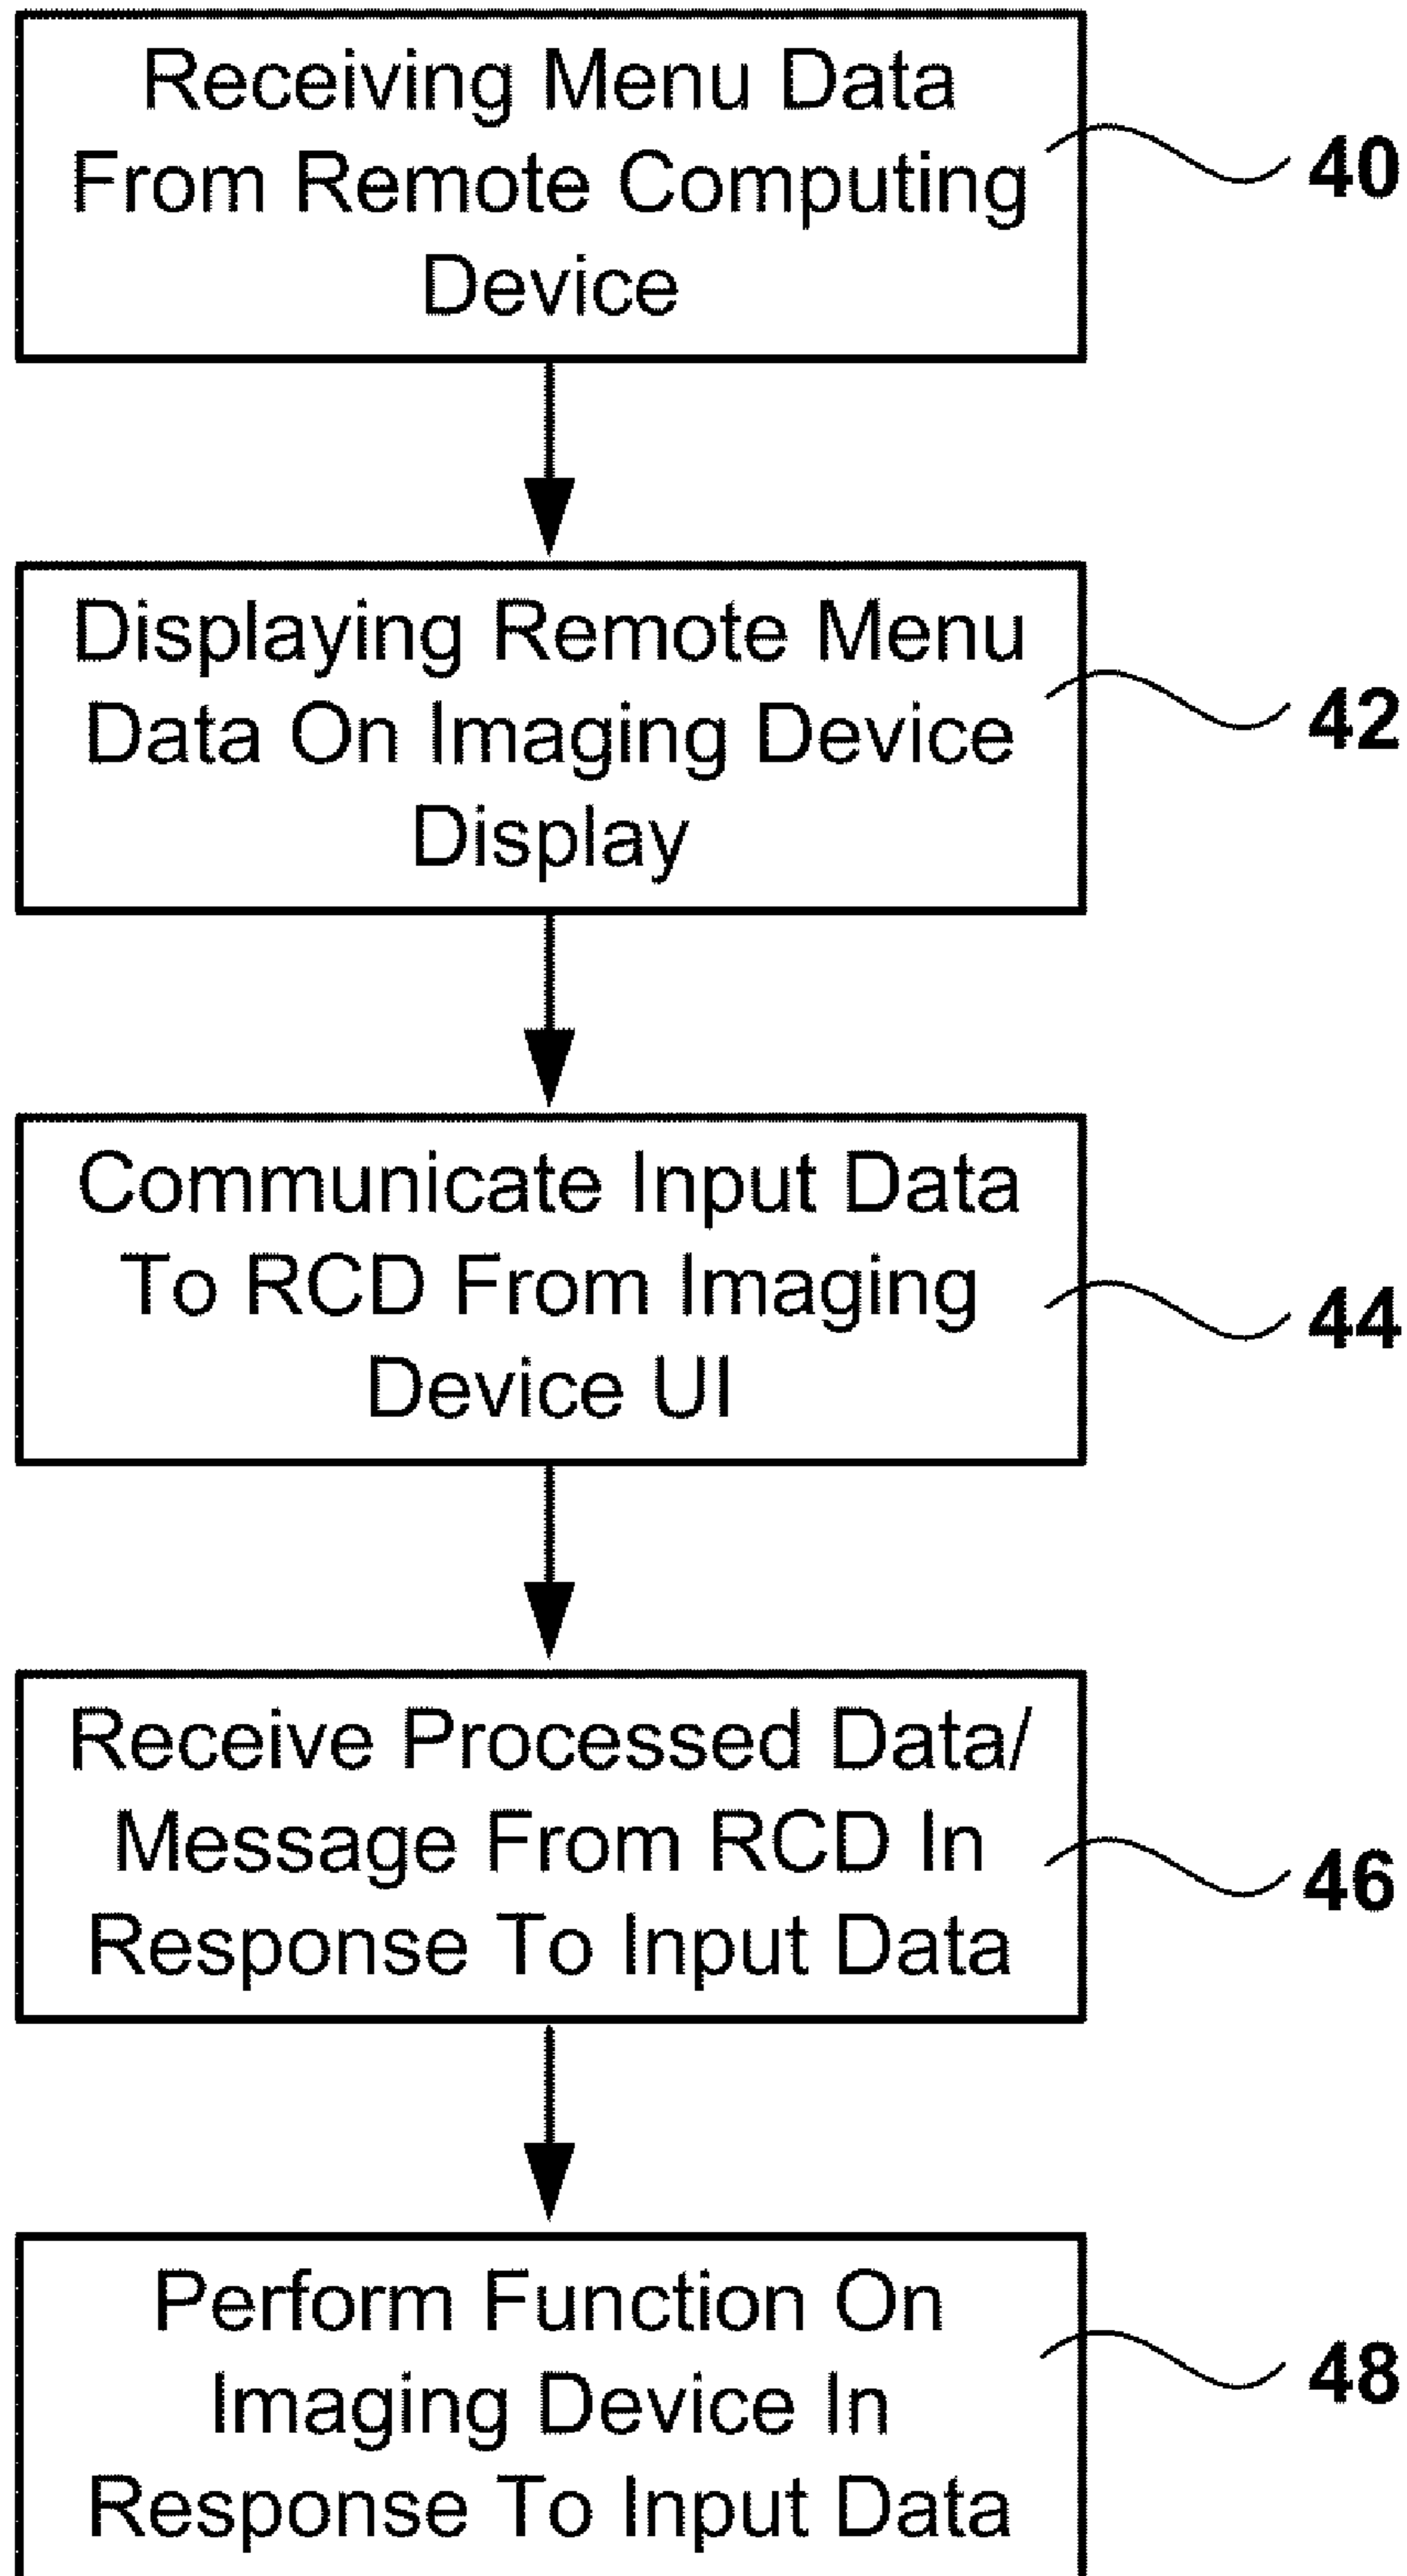 Receiving Menu Data
From Remote Computing
Device
40
Displaying Remote Menu
Data On Imaging Device
Display
42
Communicate Input Data
To RCD From Imaging
Device UI
44
Receive Processed Data/
Message From RCD In
Response To Input Data
46
Perform Function On
Imaging Device In
Response To Input Data
48